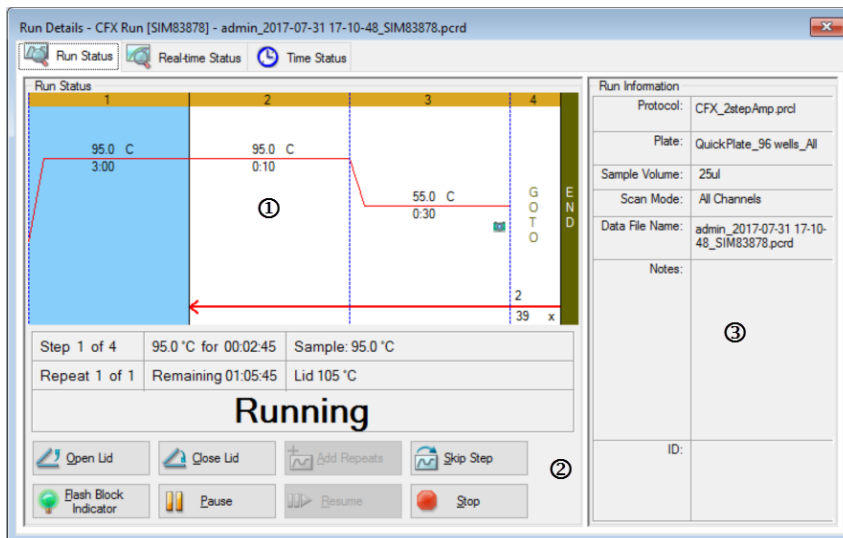 Run Details - CFX Run [SIM83878] - admin_2017-07-31 17-10-48_SIM83878.pcrd
Run Status Real-time Status Time Status
Run Status
1 2 3 4
95.0 C 95.0 C
3:00 0:10
55.0 C
0:30
①
GOTO
END
2
39 x
Step 1 of 4 95.0 °C for 00:02:45 Sample: 95.0 °C
Repeat 1 of 1 Remaining 01:05:45 Lid 105 °C
Running
Open Lid Close Lid Add Repeats Skip Step
②
Flash Block
Indicator
Pause Resume Stop
Run Information
Protocol: CFX_2stepAmp.prcl
Plate: QuickPlate_96 wells_All
Sample Volume: 25ul
Scan Mode: All Channels
Data File Name: admin_2017-07-31 17-10-
48_SIM83878.pcrd
Notes:
③
ID: